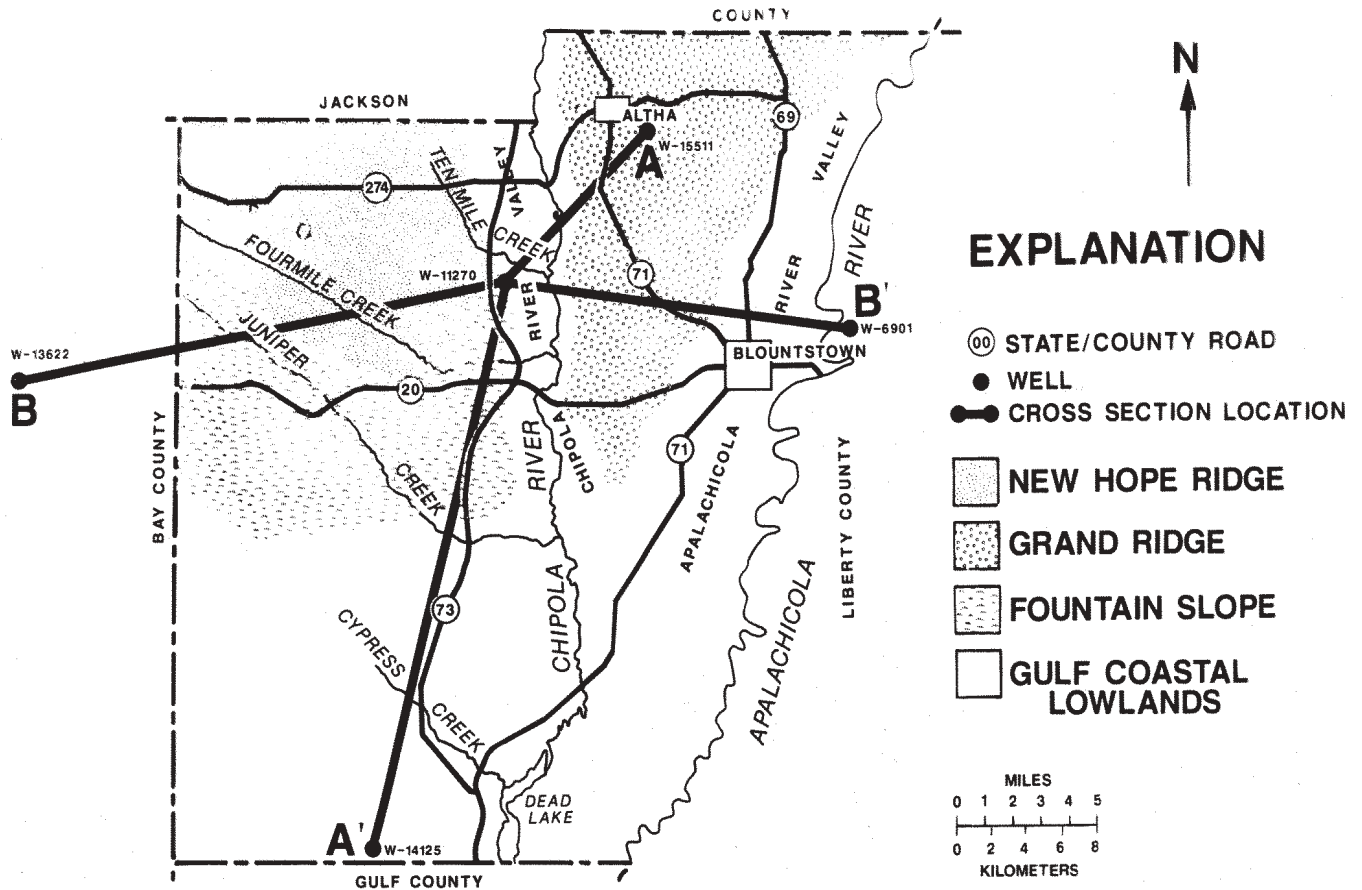 COUNTY
JACKSON
N
ALTHA
W-15511
A
69
VALLEY
RIVER
274
TENMILE
CREEK
VALLEY
RIVER
FOURMILE CREEK
W-11270
71
RIVER
B'
W-6901
JUNIPER
CREEK
W-13622
B
BLOUNTSTOWN
20
RIVER
CHIPOLA
71
APALACHICOLA
BAY COUNTY
LIBERTY COUNTY
CHIPOLA
73
CYPRESS
CREEK
APALACHICOLA
DEAD
LAKE
A'
W-14125
GULF COUNTY
EXPLANATION
00 STATE/COUNTY ROAD
WELL
CROSS SECTION LOCATION
NEW HOPE RIDGE
GRAND RIDGE
FOUNTAIN SLOPE
GULF COASTAL
LOWLANDS
MILES
0 1 2 3 4 5
0 2 4 6 8
KILOMETERS